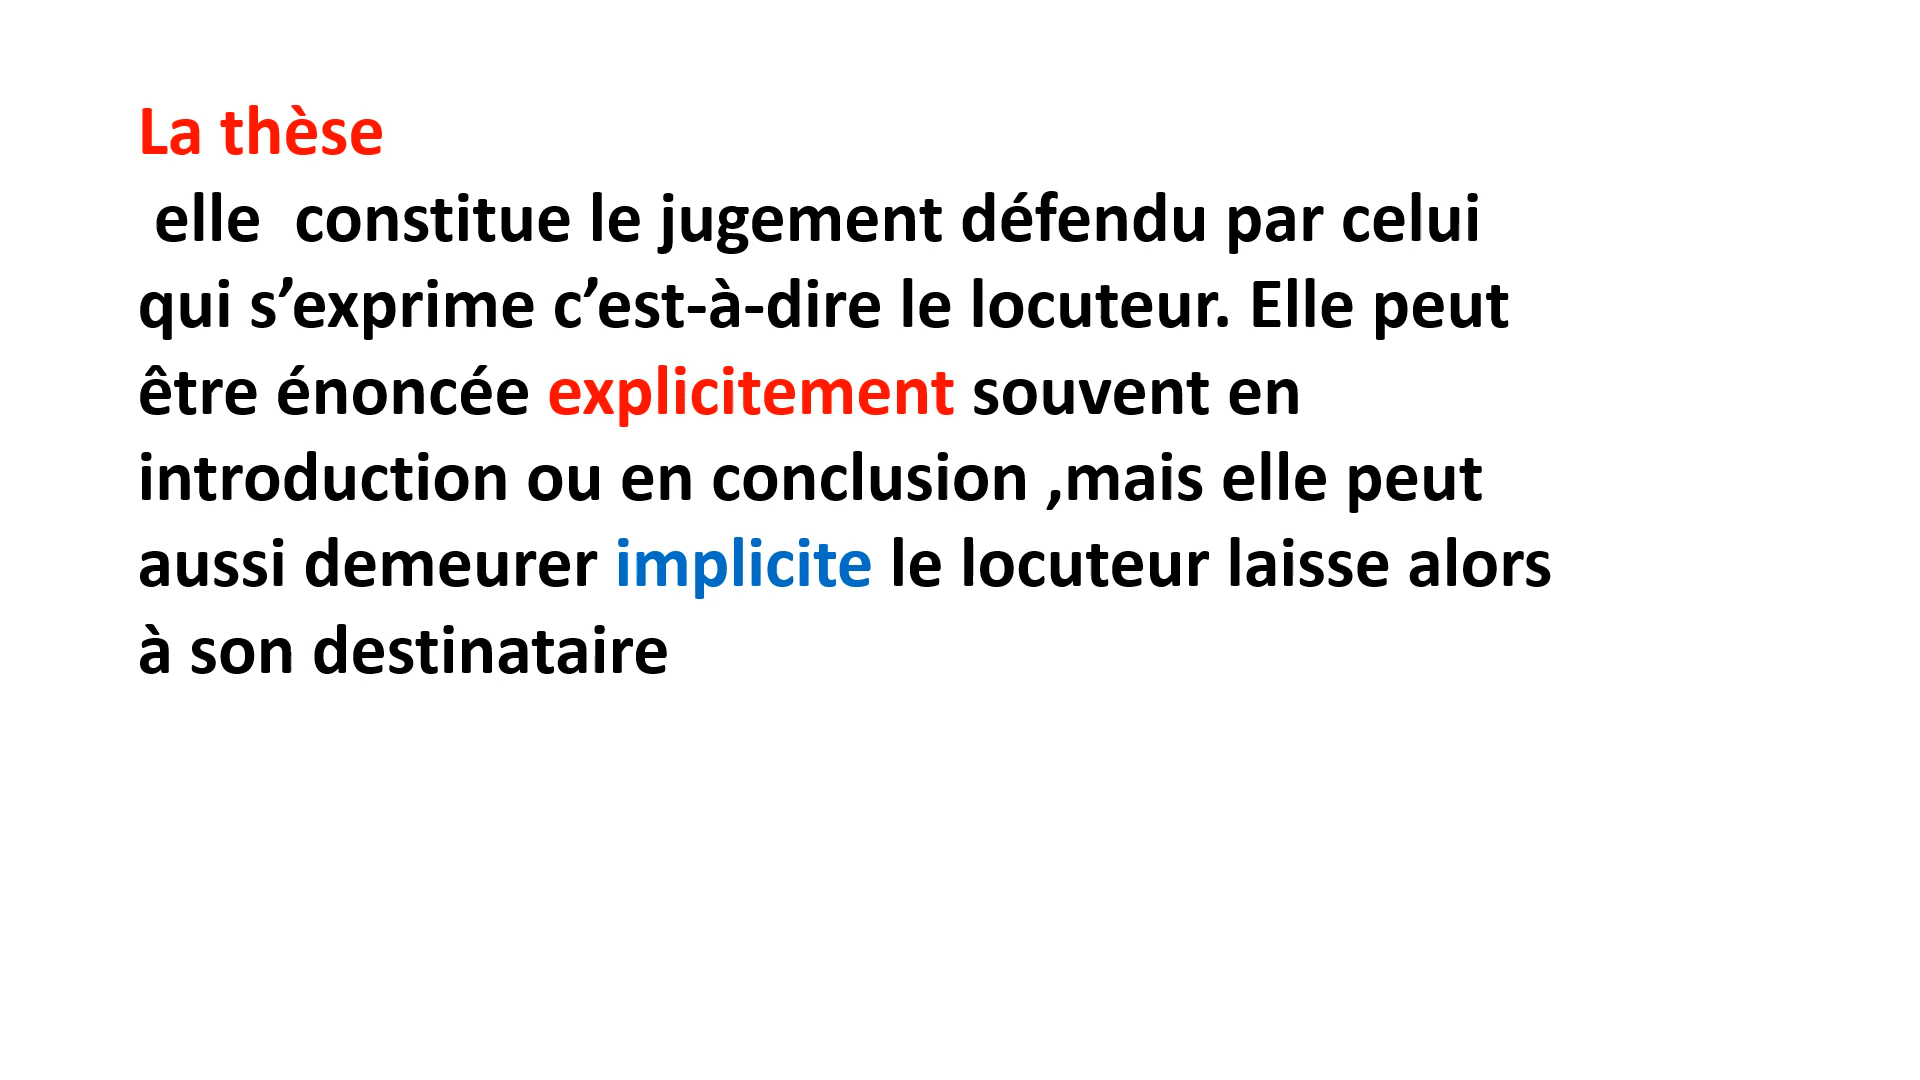 La thèse
elle  constitue le jugement défendu par celui
qui s’exprime c’est-à-dire le locuteur. Elle peut
être énoncée explicitement souvent en
introduction ou en conclusion ,mais elle peut
aussi demeurer implicite le locuteur laisse alors
à son destinataire